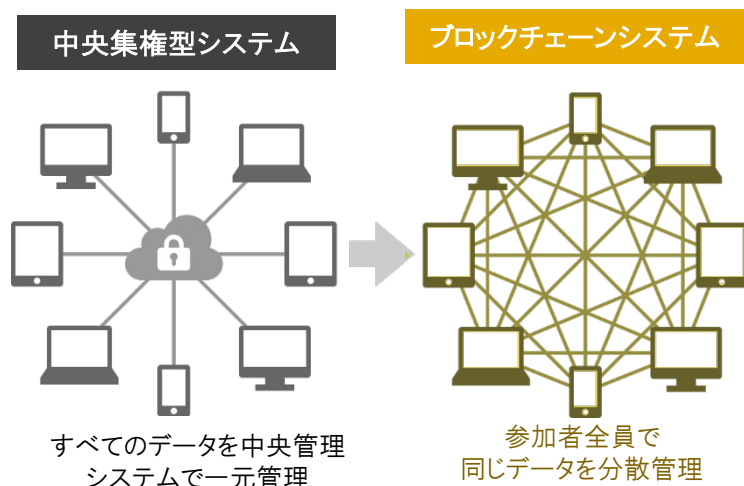 中央集権型システム
ブロックチェーンシステム
すべてのデータを中央管理
システムで一元管理
参加者全員で
同じデータを分散管理